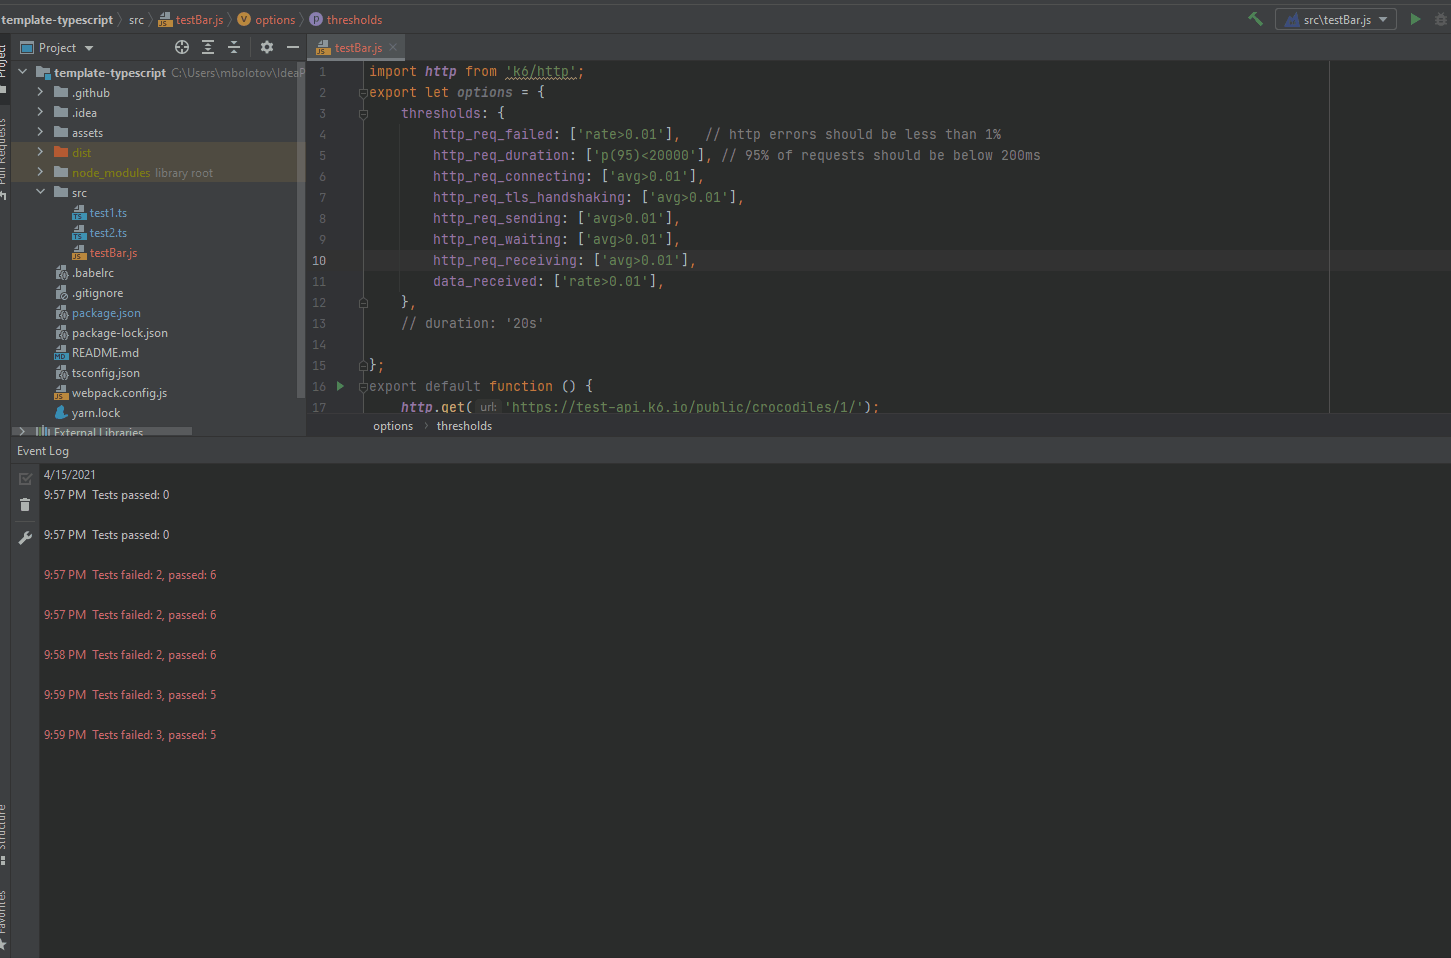 template-typescript src testBar.js options thresholds src\testBar.js
Project
testBar.js
template-typescript C:\Users\mbolotov\IdeaP
.github
.idea
assets
dist
node_modules library root
src
test1.ts
test2.ts
testBar.js
.babelrc
.gitignore
package.json
package-lock.json
README.md
tsconfig.json
webpack.config.js
yarn.lock
External Libraries
Project
Pull Requests
Structure
Favorites
1 import http from 'k6/http';
2 export let options = {
3 thresholds: {
4 http_req_failed: ['rate>0.01'], // http errors should be less than 1%
5 http_req_duration: ['p(95)<20000'], // 95% of requests should be below 200ms
6 http_req_connecting: ['avg>0.01'],
7 http_req_tls_handshaking: ['avg>0.01'],
8 http_req_sending: ['avg>0.01'],
9 http_req_waiting: ['avg>0.01'],
10 http_req_receiving: ['avg>0.01'],
11 data_received: ['rate>0.01'],
12 },
13 // duration: '20s'
14
15 };
16 export default function () {
17 http.get( url: 'https://test-api.k6.io/public/crocodiles/1/');
options thresholds
Event Log
4/15/2021
9:57 PM Tests passed: 0
9:57 PM Tests passed: 0
9:57 PM Tests failed: 2, passed: 6
9:57 PM Tests failed: 2, passed: 6
9:58 PM Tests failed: 2, passed: 6
9:59 PM Tests failed: 3, passed: 5
9:59 PM Tests failed: 3, passed: 5